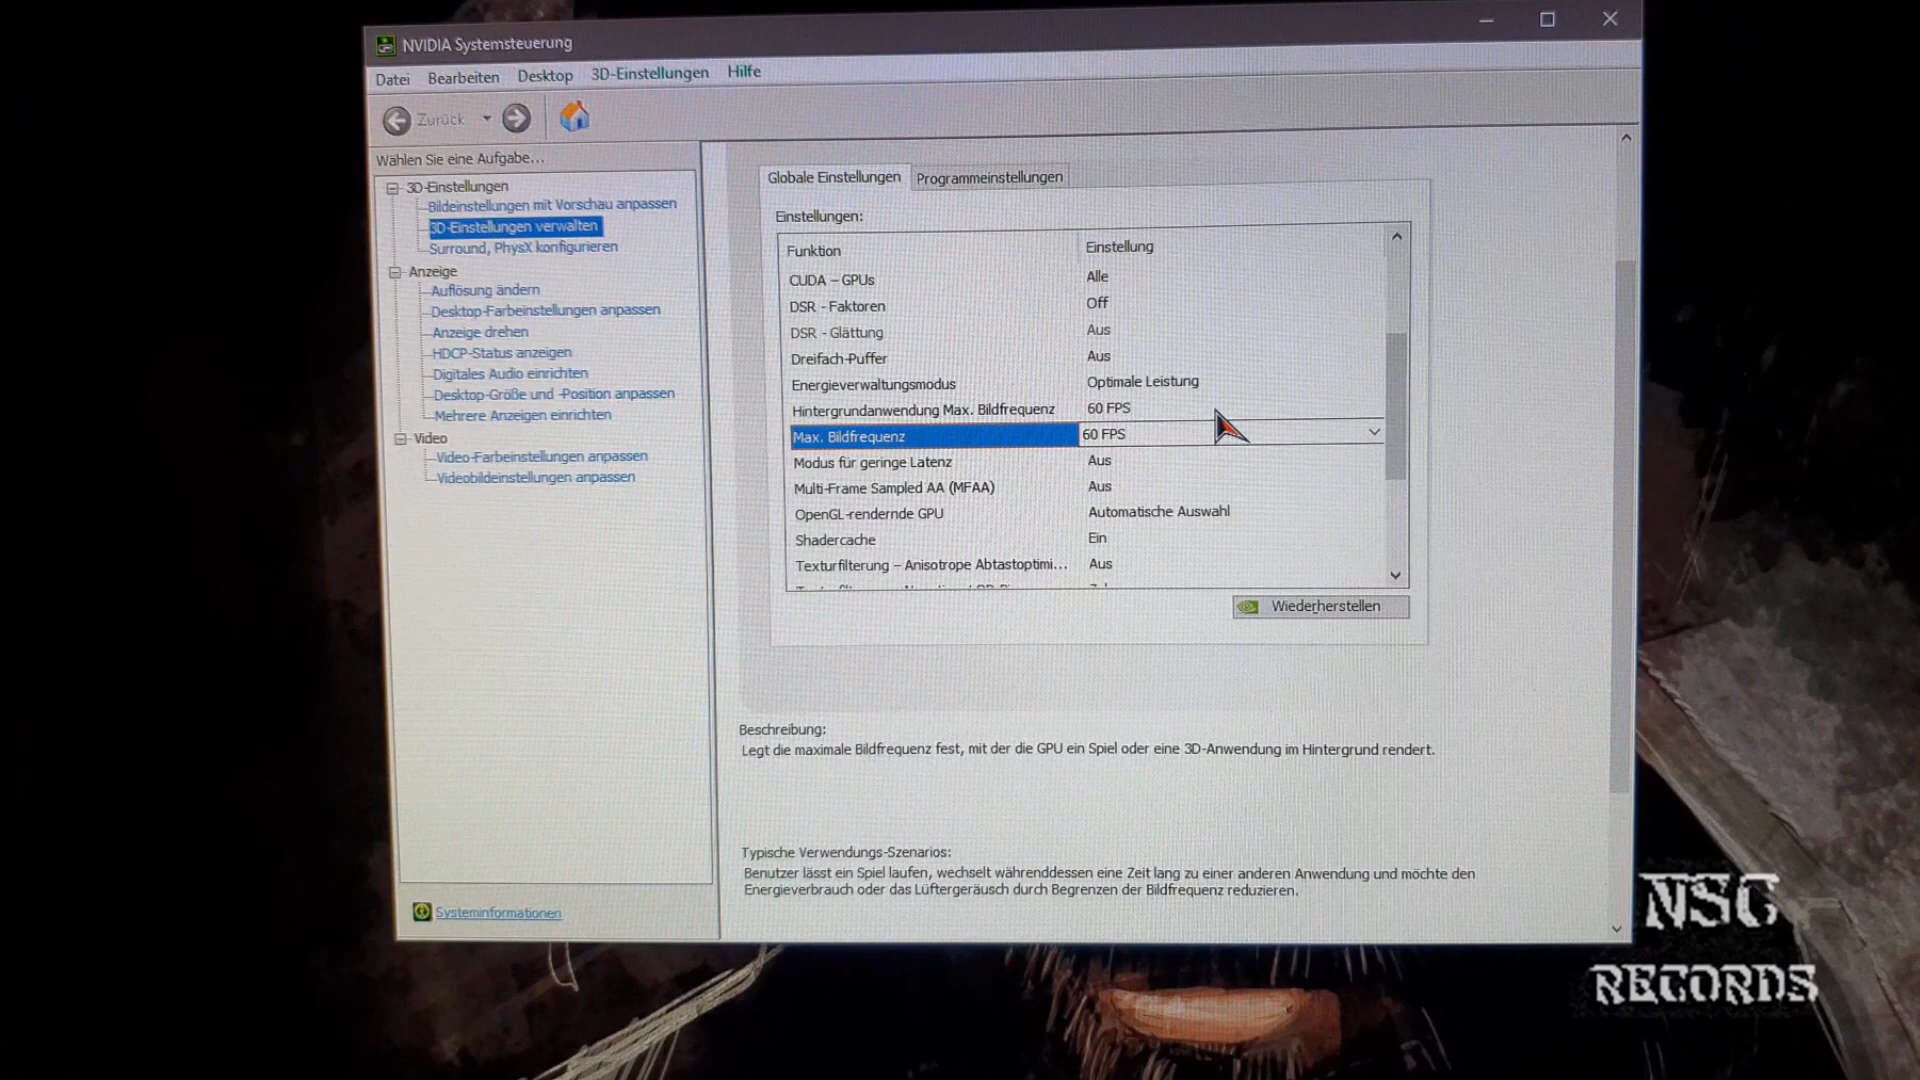 NVIDIA Systemsteuerung
Datei Bearbeiten Desktop 3D-Einstellungen Hilfe
Zurück
Wählen Sie eine Aufgabe...
3D-Einstellungen
Bildeinstellungen mit Vorschau anpassen
3D-Einstellungen verwalten
Surround, PhysX konfigurieren
Anzeige
Auflösung ändern
Desktop-Farbeinstellungen anpassen
Anzeige drehen
HDCP-Status anzeigen
Digitales Audio einrichten
Desktop-Größe und -Position anpassen
Mehrere Anzeigen einrichten
Video
Video-Farbeinstellungen anpassen
Videobildeinstellungen anpassen
Systeminformationen
Globale Einstellungen Programmeinstellungen
Einstellungen:
Funktion Einstellung
CUDA – GPUs Alle
DSR - Faktoren Off
DSR - Glättung Aus
Dreifach-Puffer Aus
Energieverwaltungsmodus Optimale Leistung
Hintergrundanwendung Max. Bildfrequenz 60 FPS
Max. Bildfrequenz 60 FPS
Modus für geringe Latenz Aus
Multi-Frame Sampled AA (MFAA) Aus
OpenGL-rendernde GPU Automatische Auswahl
Shadercache Ein
Texturfilterung – Anisotrope Abtastoptimi... Aus
Wiederherstellen
Beschreibung:
Legt die maximale Bildfrequenz fest, mit der die GPU ein Spiel oder eine 3D-Anwendung im Hintergrund rendert.
Typische Verwendungs-Szenarios:
Benutzer lässt ein Spiel laufen, wechselt währenddessen eine Zeit lang zu einer anderen Anwendung und möchte den
Energieverbrauch oder das Lüftergeräusch durch Begrenzen der Bildfrequenz reduzieren.
NSC
RECORDS